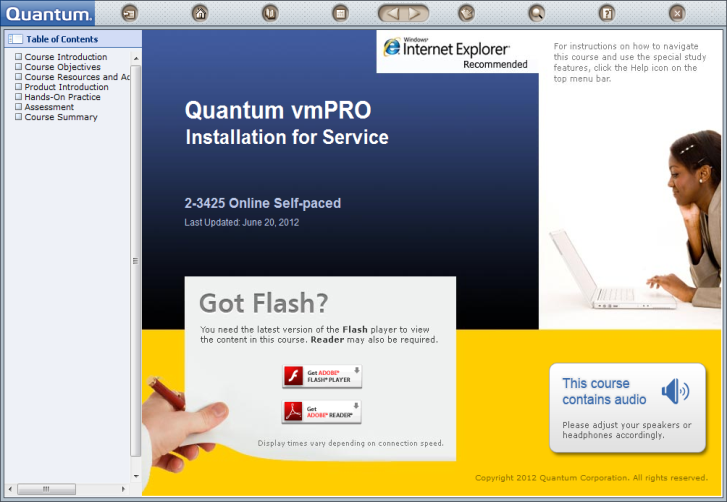 Quantum.
Table of Contents
Course Introduction
Course Objectives
Course Resources and Ac
Product Introduction
Hands-On Practice
Assessment
Course Summary
Windows®
Internet Explorer
Recommended
For instructions on how to navigate
this course and use the special study
features, click the Help icon on the
top menu bar.
Quantum vmPRO
Installation for Service
2-3425 Online Self-paced
Last Updated: June 20, 2012
Got Flash?
You need the latest version of the Flash player to view
the content in this course. Reader may also be required.
Get ADOBE®
FLASH® PLAYER
Get
ADOBE® READER®
Display times vary depending on connection speed.
This course
contains audio
Please adjust your speakers or
headphones accordingly.
Copyright 2012 Quantum Corporation. All rights reserved.